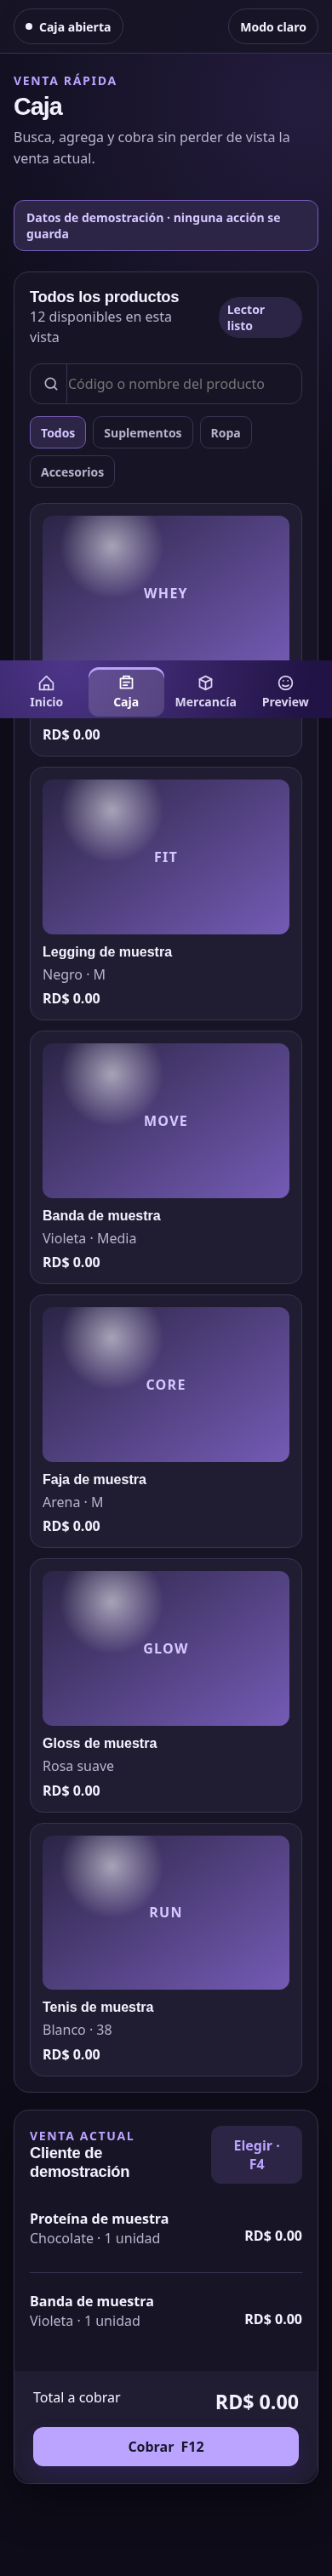 Caja abierta
Modo claro
VENTA RÁPIDA
Caja
Busca, agrega y cobra sin perder de vista la
venta actual.
Datos de demostración · ninguna acción se
guarda
Todos los productos
12 disponibles en esta
vista
Lector
listo
Código o nombre del producto
Todos
Suplementos
Ropa
Accesorios
WHEY
Inicio
Caja
Mercancía
Preview
RD$ 0.00
FIT
Legging de muestra
Negro · M
RD$ 0.00
MOVE
Banda de muestra
Violeta · Media
RD$ 0.00
CORE
Faja de muestra
Arena · M
RD$ 0.00
GLOW
Gloss de muestra
Rosa suave
RD$ 0.00
RUN
Tenis de muestra
Blanco · 38
RD$ 0.00
VENTA ACTUAL
Cliente de
demostración
Elegir ·
F4
Proteína de muestra
Chocolate · 1 unidad
RD$ 0.00
Banda de muestra
Violeta · 1 unidad
RD$ 0.00
Total a cobrar
RD$ 0.00
Cobrar F12